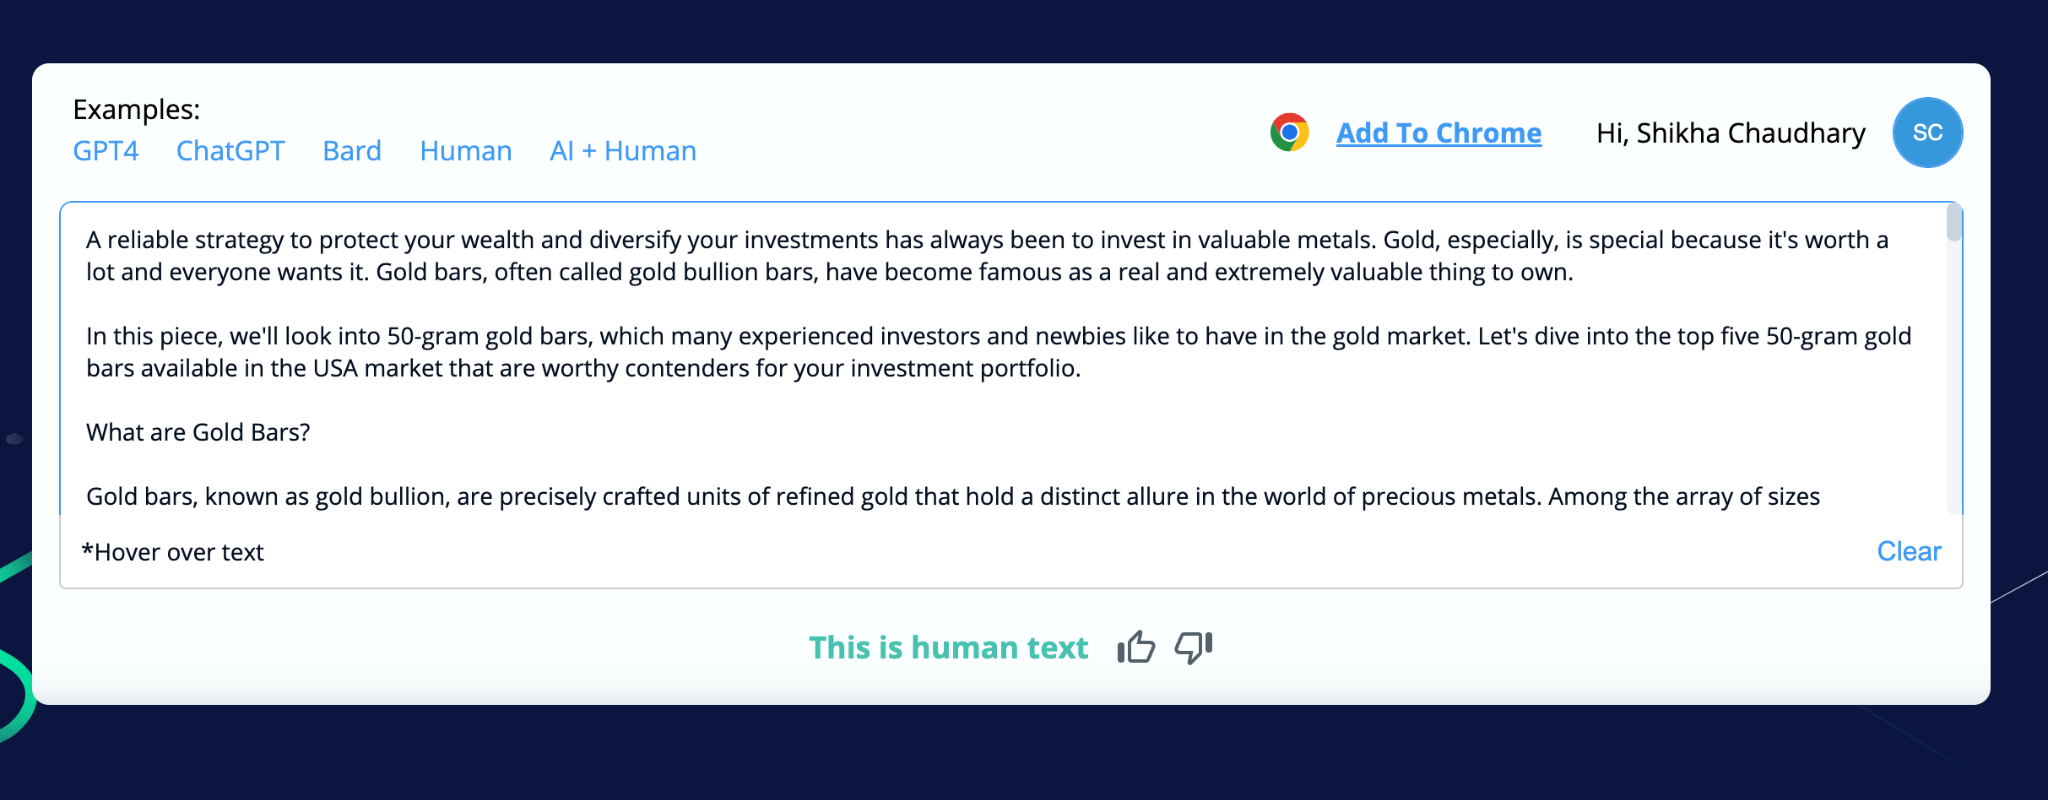 Examples:
GPT4 ChatGPT Bard Human AI + Human
Add To Chrome Hi, Shikha Chaudhary SC
A reliable strategy to protect your wealth and diversify your investments has always been to invest in valuable metals. Gold, especially, is special because it's worth a
lot and everyone wants it. Gold bars, often called gold bullion bars, have become famous as a real and extremely valuable thing to own.
In this piece, we'll look into 50-gram gold bars, which many experienced investors and newbies like to have in the gold market. Let's dive into the top five 50-gram gold
bars available in the USA market that are worthy contenders for your investment portfolio.
What are Gold Bars?
Gold bars, known as gold bullion, are precisely crafted units of refined gold that hold a distinct allure in the world of precious metals. Among the array of sizes
*Hover over text
Clear
This is human text